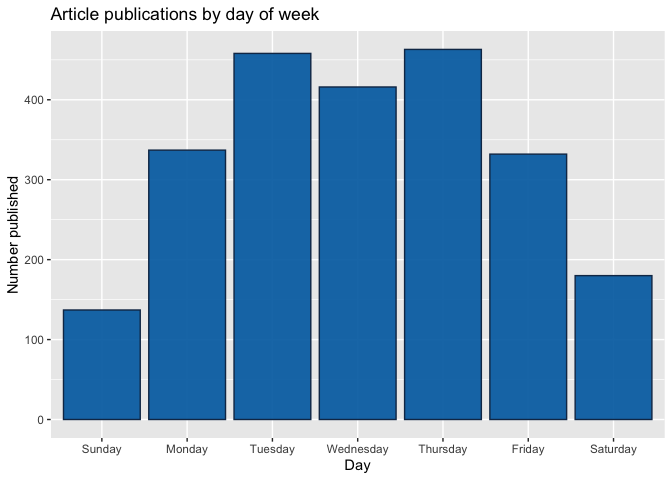 Article publications by day of week
Number published
400
300
200
100
0
Sunday Monday Tuesday Wednesday Thursday Friday Saturday
Day